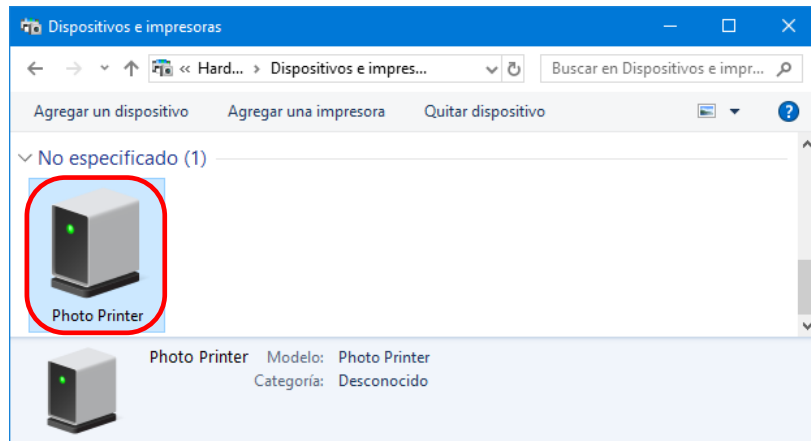 Dispositivos e impresoras
« Hard... › Dispositivos e impres... Buscar en Dispositivos e impr...
Agregar un dispositivo Agregar una impresora Quitar dispositivo ?
No especificado (1)
Photo Printer
Photo Printer Modelo: Photo Printer
Categoría: Desconocido